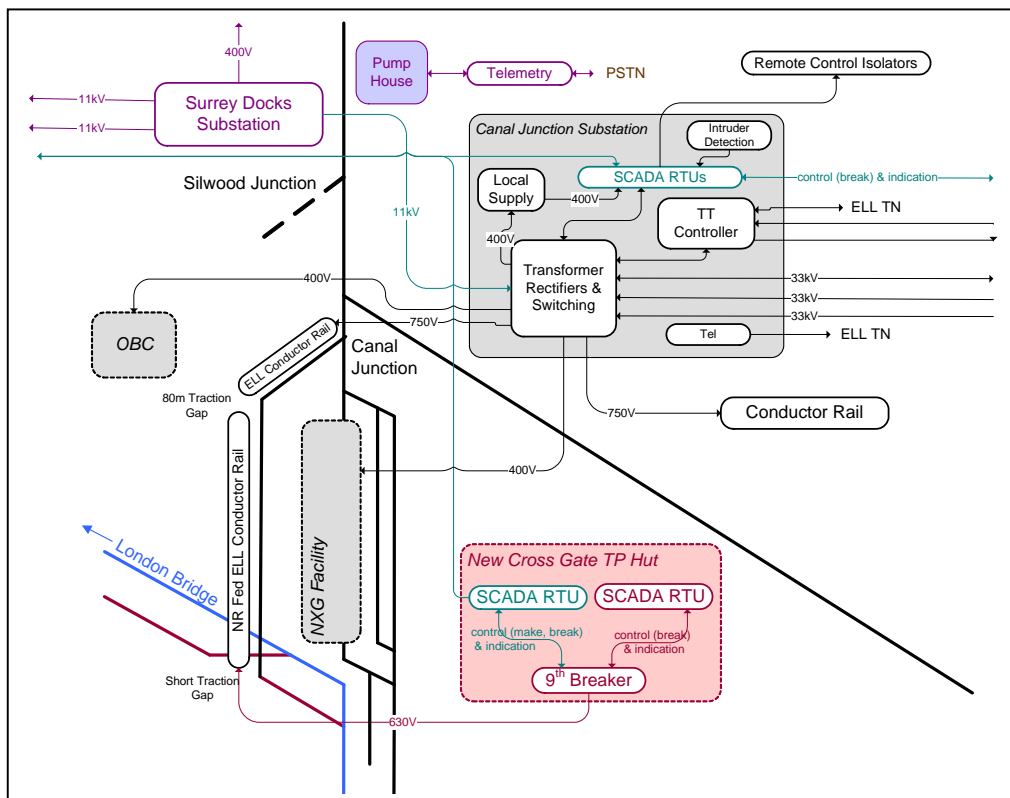 400V
Pump
House
Telemetry
PSTN
Remote Control Isolators
11kV
11kV
Surrey Docks
Substation
Canal Junction Substation
Intruder
Detection
SCADA RTUs
control (break) & indication
Silwood Junction
Local
Supply
400V
11kV
TT
Controller
ELL TN
400V
Transformer
Rectifiers &
Switching
400V
33kV
33kV
33kV
750V
Tel
ELL TN
OBC
ELL Conductor Rail
Canal
Junction
80m Traction
Gap
750V
Conductor Rail
NR Fed ELL Conductor Rail
NXG Facility
400V
London Bridge
New Cross Gate TP Hut
SCADA RTU
SCADA RTU
control (make, break)
& indication
control (break)
& indication
9th Breaker
Short Traction
Gap
630V